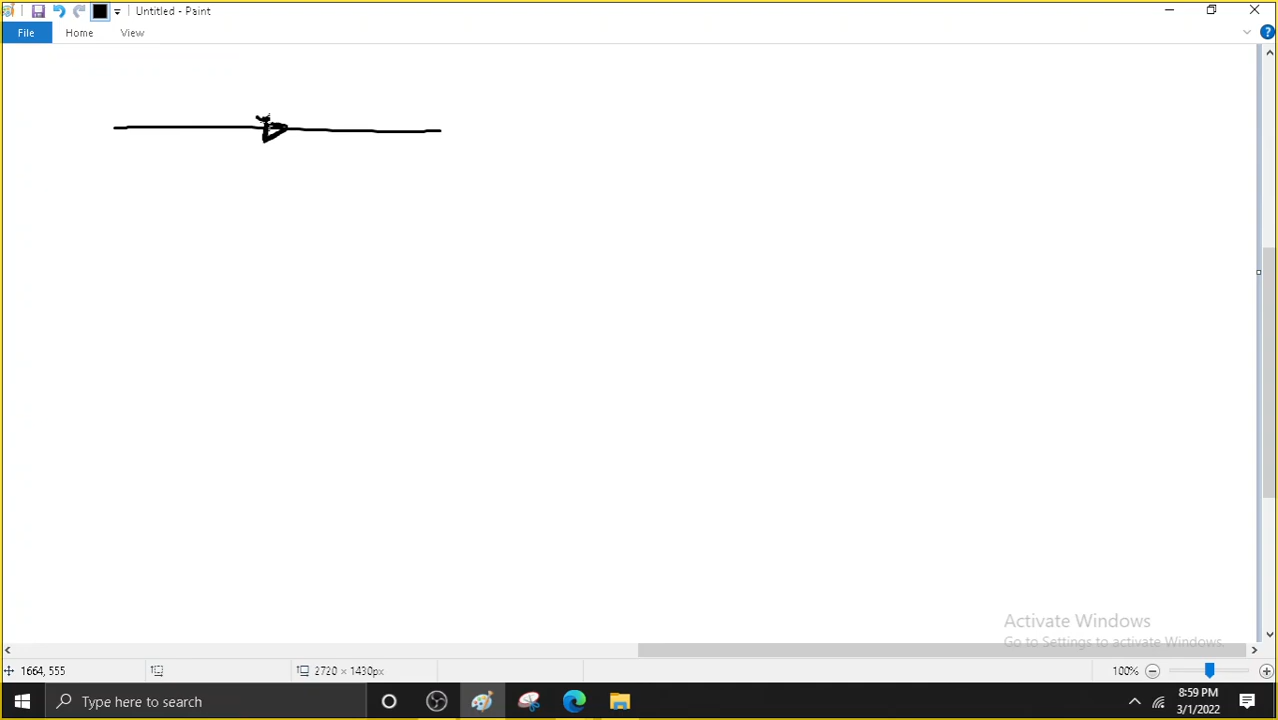 Untitled - Paint
File Home View
Activate Windows
Go to Settings to activate Windows.
1664, 555 2720 × 1430px 100%
Type here to search
8:59 PM
3/1/2022